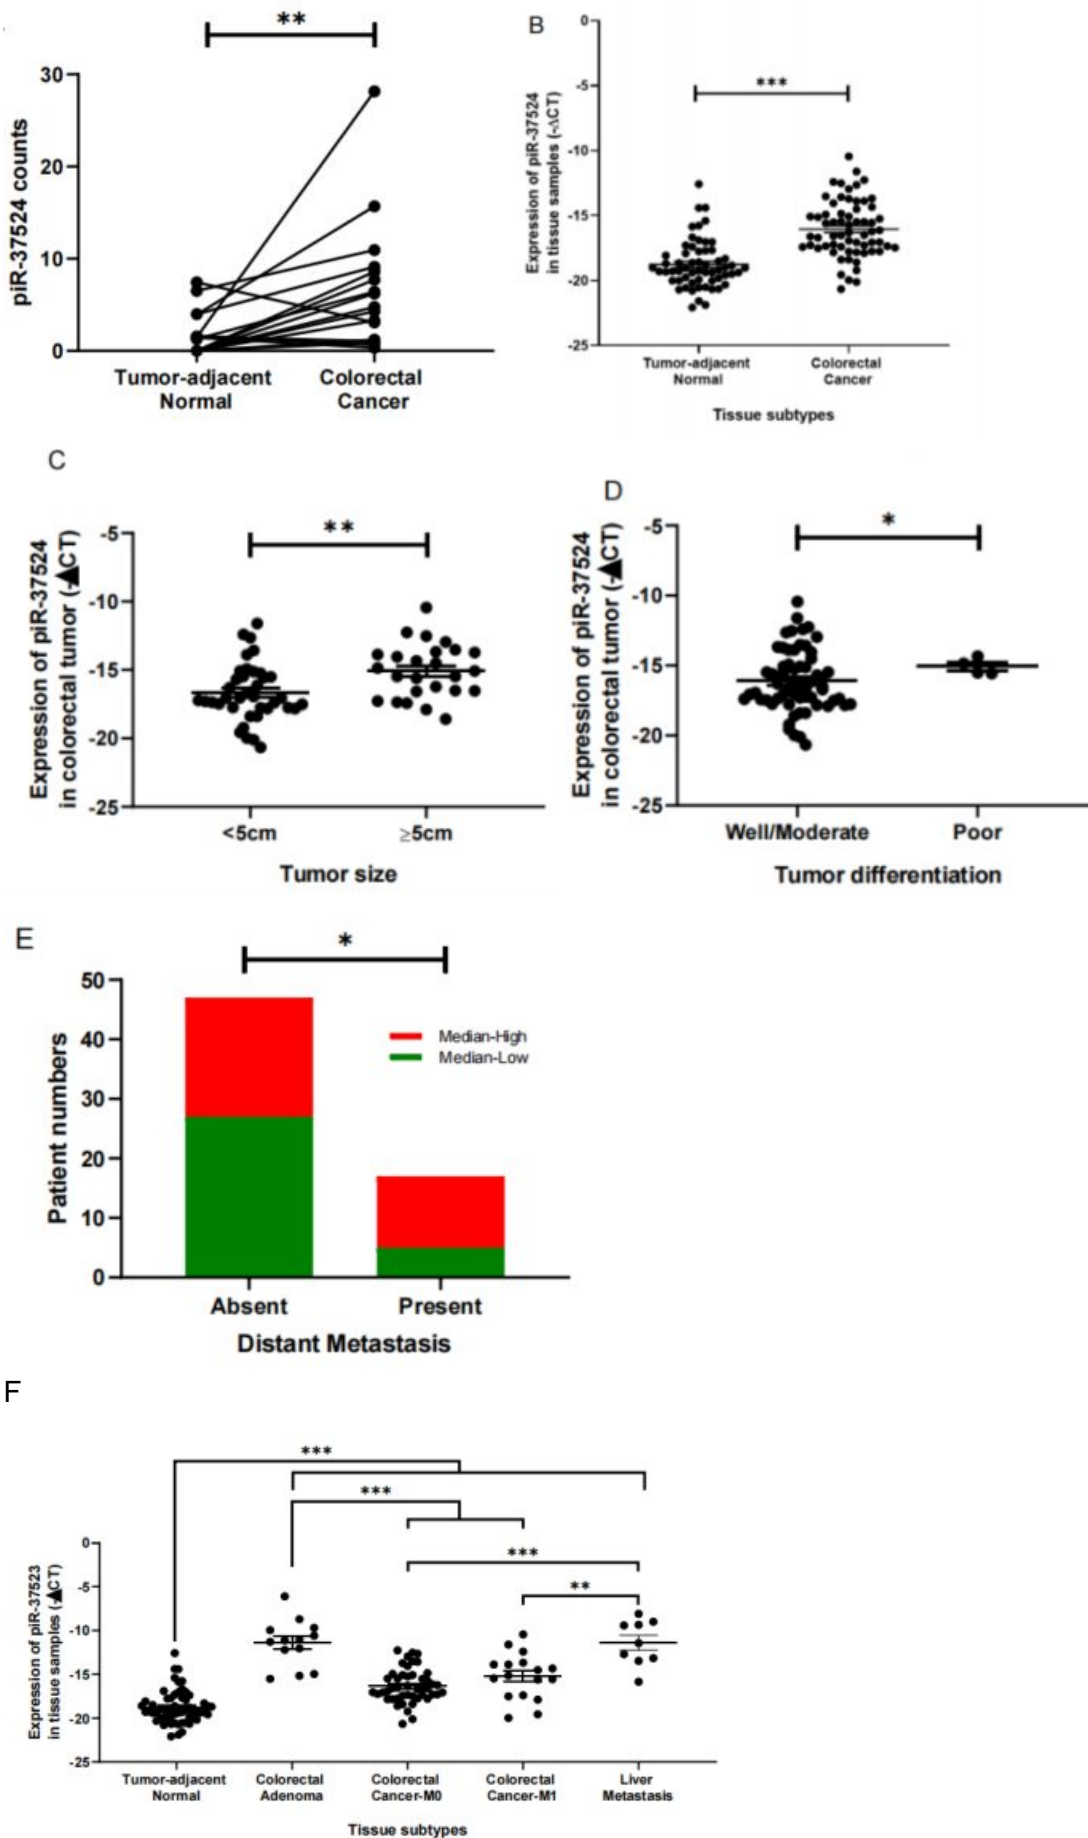 **
30
20
10
0
piR-37524 counts
Tumor-adjacent
Normal
Colorectal
Cancer
B
***
0
-5
-10
-15
-20
-25
Expression of piR-37524
in tissue samples (-ΔCT)
Tumor-adjacent
Normal
Colorectal
Cancer
Tissue subtypes
C
**
-5
-10
-15
-20
-25
Expression of piR-37524
in colorectal tumor (-▲CT)
<5cm
≥5cm
Tumor size
D
*
-5
-10
-15
-20
-25
Expression of piR-37524
in colorectal tumor (-▲CT)
Well/Moderate
Poor
Tumor differentiation
E
*
50
40
30
20
10
0
Patient numbers
Median-High
Median-Low
Absent
Present
Distant Metastasis
F
***
***
***
**
0
-5
-10
-15
-20
-25
Expression of piR-37523
in tissue samples (-▲CT)
Tumor-adjacent
Normal
Colorectal
Adenoma
Colorectal
Cancer-M0
Colorectal
Cancer-M1
Liver
Metastasis
Tissue subtypes